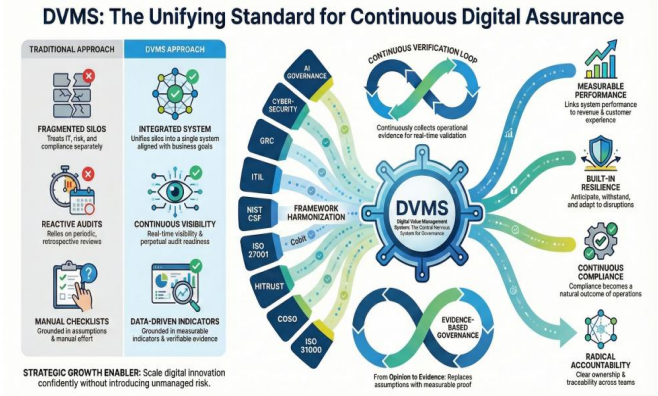 DVMS: The Unifying Standard for Continuous Digital Assurance
TRADITIONAL APPROACH
DVMS APPROACH
FRAGMENTED SILOS
Treats IT, risk, and
compliance separately
INTEGRATED SYSTEM
Unifies silos into a single system
aligned with business goals
REACTIVE AUDITS
Relies on periodic,
retrospective reviews
CONTINUOUS VISIBILITY
Real-time visibility &
perpetual audit readiness
MANUAL CHECKLISTS
Grounded in assumptions
& manual effort
DATA-DRIVEN INDICATORS
Grounded in measurable
indicators & verifiable evidence
STRATEGIC GROWTH ENABLER: Scale digital innovation
confidently without introducing unmanaged risk.
AI
GOVERNANCE
CYBER-
SECURITY
GRC
ITIL
NIST
CSF
ISO
27001
HITRUST
COSO
ISO
31000
FRAMEWORK
HARMONIZATION
Cobit
CONTINUOUS VERIFICATION LOOP
Continuously collects operational
evidence for real-time validation
DVMS
Digital Value Management
System: The Central Nervous
System for Governance
EVIDENCE-
BASED
GOVERNANCE
From Opinion to Evidence: Replaces
assumptions with measurable proof
MEASURABLE
PERFORMANCE
Links system performance
to revenue & customer
experience
BUILT-IN
RESILIENCE
Anticipate, withstand,
and adapt to disruptions
CONTINUOUS
COMPLIANCE
Compliance becomes a
natural outcome of operations
RADICAL
ACCOUNTABILITY
Clear ownership &
traceability across teams